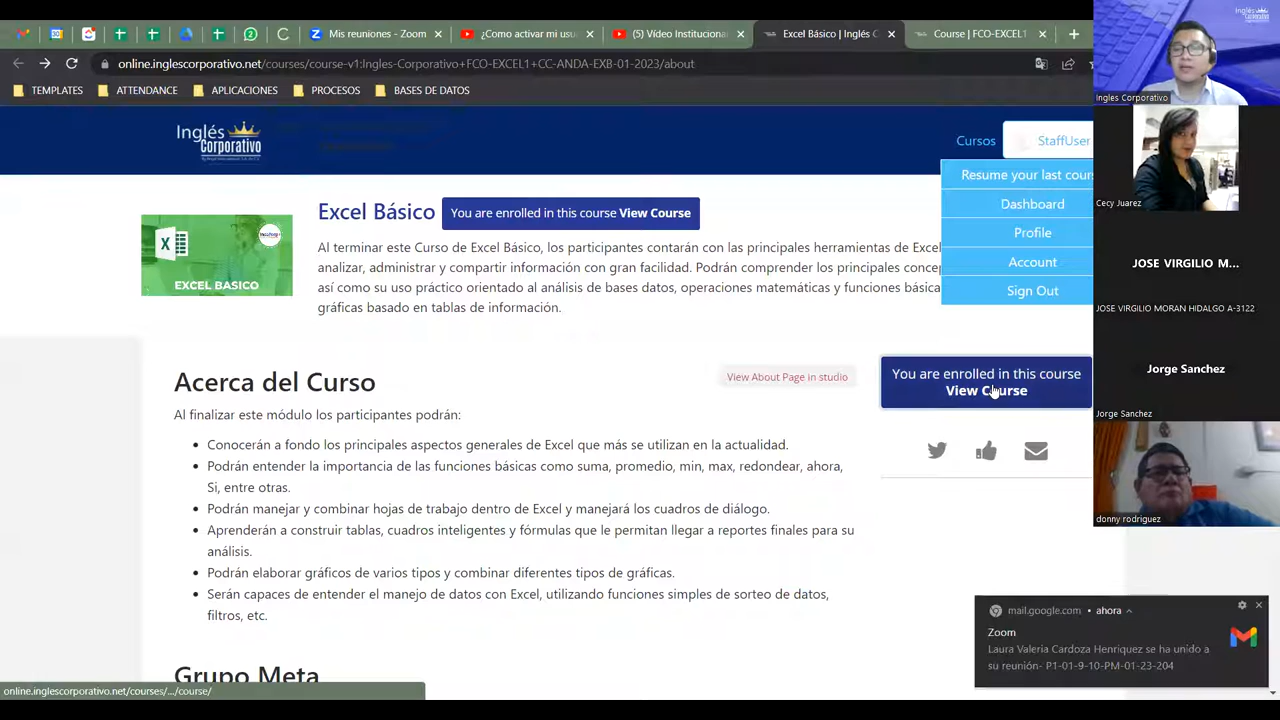 Mis reuniones - Zoom
¿Como activar mi usu
(5) Vídeo Instituciona
Excel Básico | Inglés C
Course | FCO-EXCEL1
online.inglescorporativo.net/courses/course-v1:Ingles-Corporativo+FCO-EXCEL1+CC-ANDA-EXB-01-2023/about
TEMPLATES
ATTENDANCE
APLICACIONES
PROCESOS
BASES DE DATOS
Inglés
Corporativo
Cursos
StaffUser
Resume your last cour
Dashboard
Profile
Account
Sign Out
EXCEL BASICO
Excel Básico
You are enrolled in this course View Course
Al terminar este Curso de Excel Básico, los participantes contarán con las principales herramientas de Excel
analizar, administrar y compartir información con gran facilidad. Podrán comprender los principales concep
así como su uso práctico orientado al análisis de bases datos, operaciones matemáticas y funciones básica
gráficas basado en tablas de información.
Acerca del Curso
View About Page in studio
You are enrolled in this course
View Course
Al finalizar este módulo los participantes podrán:
Conocerán a fondo los principales aspectos generales de Excel que más se utilizan en la actualidad.
Podrán entender la importancia de las funciones básicas como suma, promedio, min, max, redondear, ahora,
Si, entre otras.
Podrán manejar y combinar hojas de trabajo dentro de Excel y manejará los cuadros de diálogo.
Aprenderán a construir tablas, cuadros inteligentes y fórmulas que le permitan llegar a reportes finales para su
análisis.
Podrán elaborar gráficos de varios tipos y combinar diferentes tipos de gráficas.
Serán capaces de entender el manejo de datos con Excel, utilizando funciones simples de sorteo de datos,
filtros, etc.
Grupo Meta
online.inglescorporativo.net/courses/.../course/
Ingles Corporativo
Cecy Juarez
JOSE VIRGILIO M...
JOSE VIRGILIO MORAN HIDALGO A-3122
Jorge Sanchez
Jorge Sanchez
donny rodriguez
mail.google.com • ahora
Zoom
Laura Valeria Cardoza Henriquez se ha unido a
su reunión- P1-01-9-10-PM-01-23-204